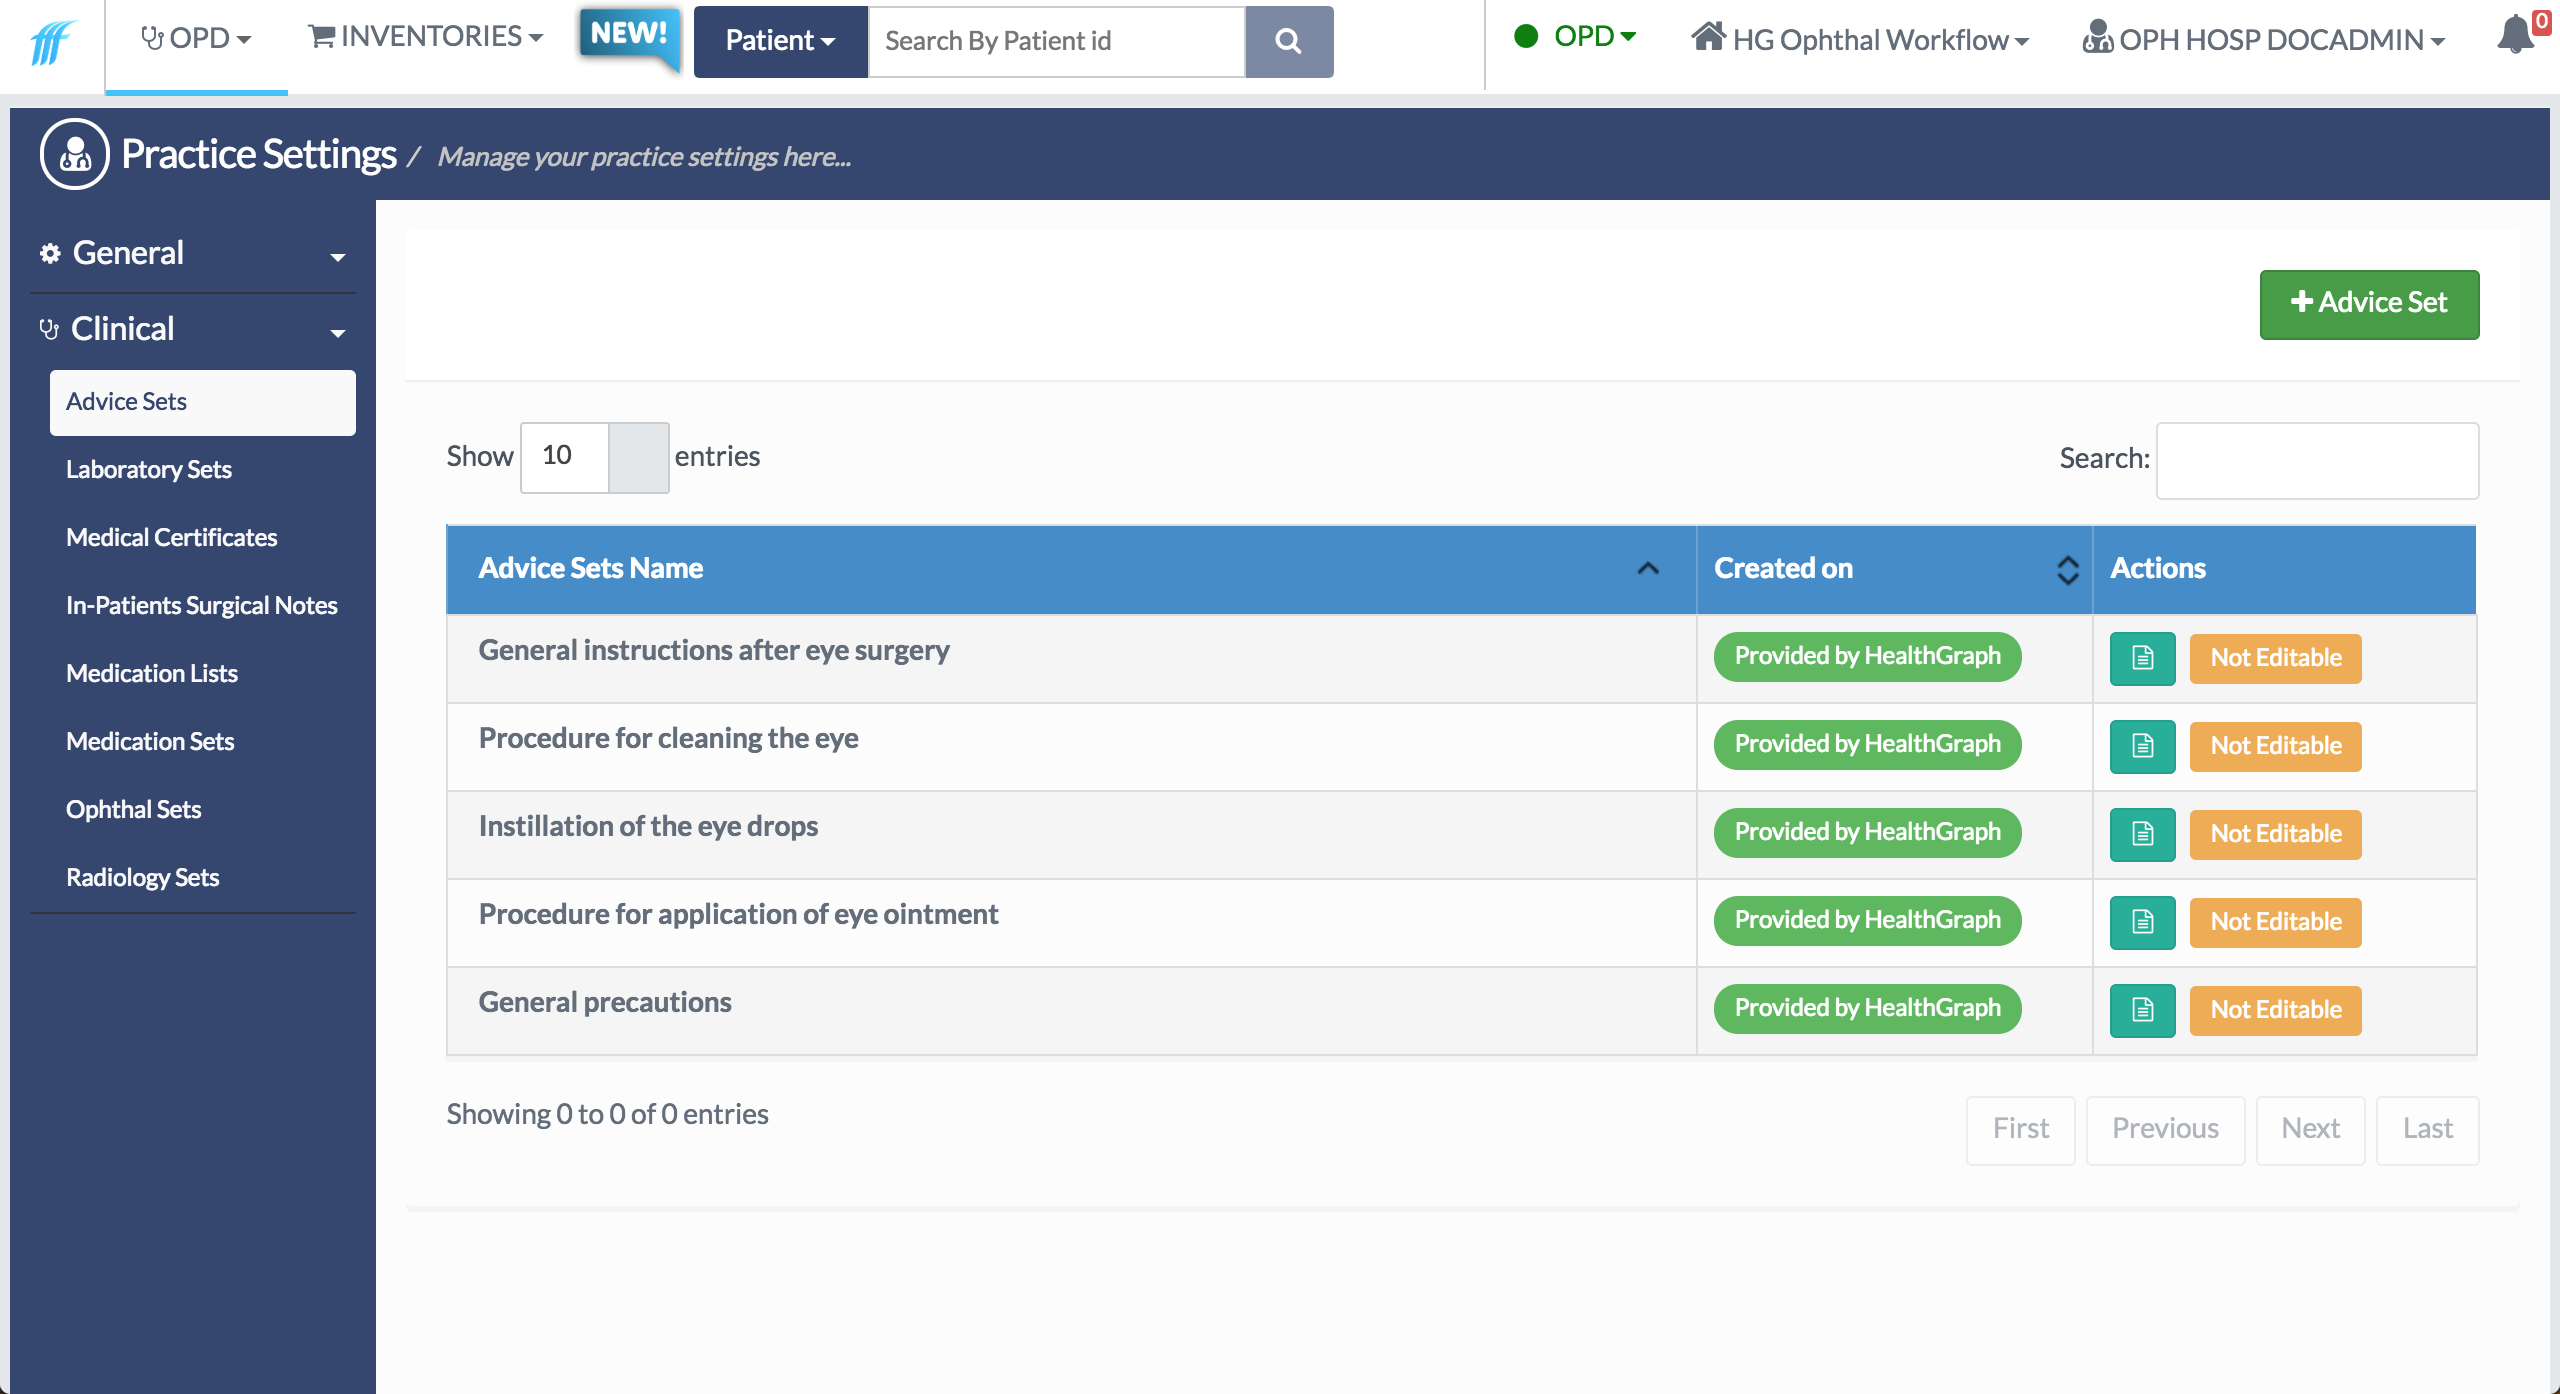 OPD
INVENTORIES
NEW!
Patient
Search By Patient id
OPD
HG Ophthal Workflow
OPH HOSP DOCADMIN
0
Practice Settings / Manage your practice settings here...
General
Clinical
Advice Sets
Laboratory Sets
Medical Certificates
In-Patients Surgical Notes
Medication Lists
Medication Sets
Ophthal Sets
Radiology Sets
Advice Set
Show 10 entries
Search:
Advice Sets Name Created on Actions
General instructions after eye surgery Provided by HealthGraph Not Editable
Procedure for cleaning the eye Provided by HealthGraph Not Editable
Instillation of the eye drops Provided by HealthGraph Not Editable
Procedure for application of eye ointment Provided by HealthGraph Not Editable
General precautions Provided by HealthGraph Not Editable
Showing 0 to 0 of 0 entries
First Previous Next Last